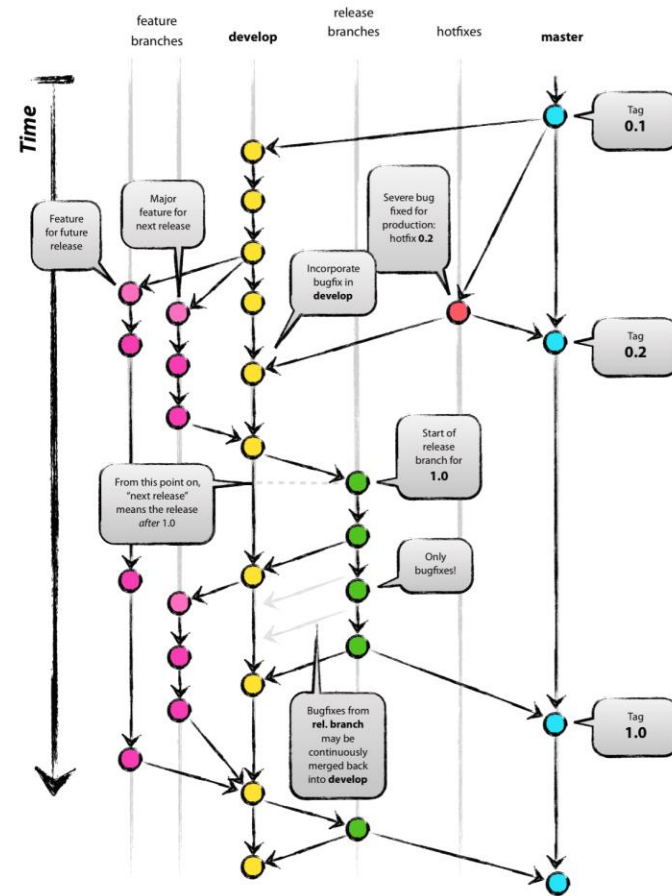 feature
branches
develop
release
branches
hotfixes
master
Time
Tag
0.1
Feature
for future
release
Major
feature for
next release
Severe bug
fixed for
production:
hotfix 0.2
Incorporate
bugfix in
develop
Tag
0.2
Start of
release
branch for
1.0
From this point on,
"next release"
means the release
after 1.0
Only
bugfixes!
Bugfixes from
rel. branch
may be
continuously
merged back
into develop
Tag
1.0